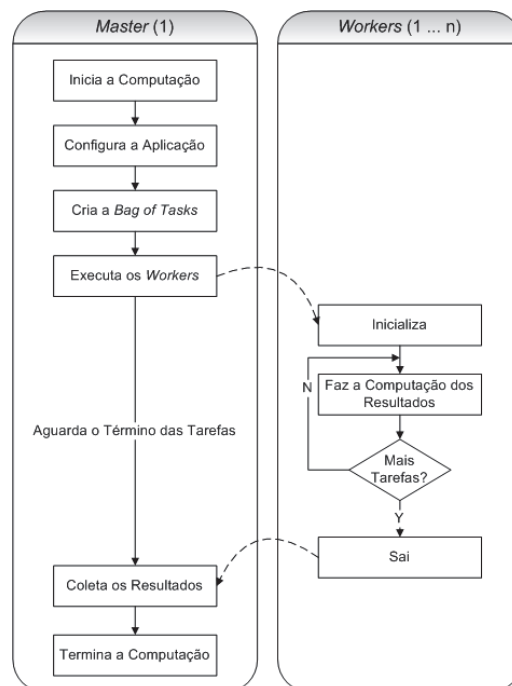 Master (1)
Inicia a Computação
Configura a Aplicação
Cria a Bag of Tasks
Executa os Workers
Aguarda o Término das Tarefas
Coleta os Resultados
Termina a Computação
Workers (1 ... n)
Inicializa
N
Faz a Computação dos
Resultados
Mais
Tarefas?
Y
Sai